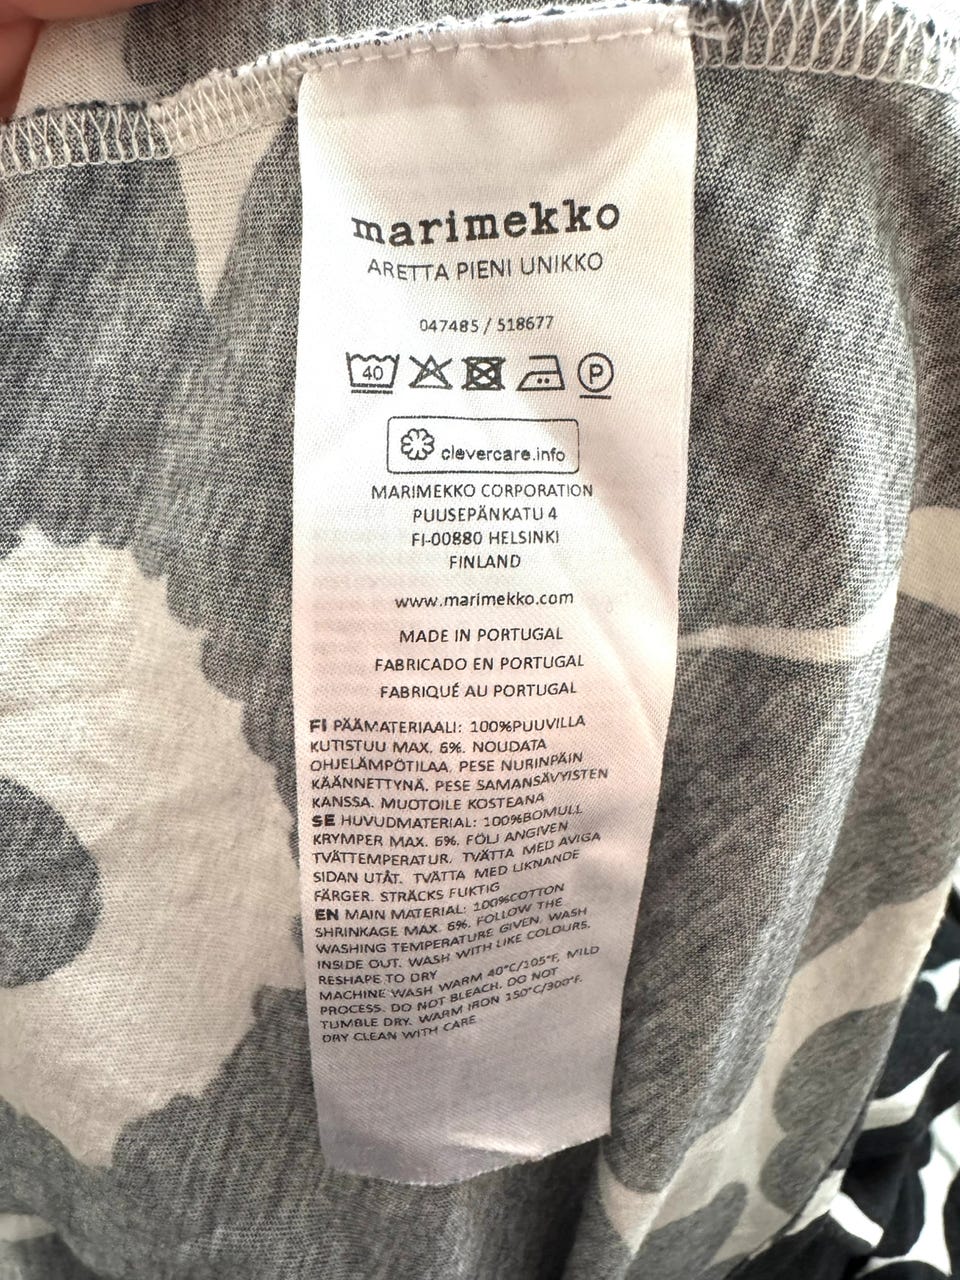 marimekko
ARETTA PIENI UNIKKO
047485 / 518677
40 P
clevercare.info
MARIMEKKO CORPORATION
PUUSEPÄNKATU 4
FI-00880 HELSINKI
FINLAND
www.marimekko.com
MADE IN PORTUGAL
FABRICADO EN PORTUGAL
FABRIQUÉ AU PORTUGAL
FI PÄÄMATERIAALI: 100%PUUVILLA
KUTISTUU MAX. 6%. NOUDATA
OHJELÄMPÖTILAA. PESE NURINPÄIN
KÄÄNNETTYNÄ. PESE SAMANSÄVYISTEN
KANSSA. MUOTOILE KOSTEANA
SE HUVUDMATERIAL: 100%BOMULL
KRYMPER MAX. 6%. FÖLJ ANGIVEN
TVÄTTEMPERATUR. TVÄTTA MED AVIGA
SIDAN UTÅT. TVÄTTA MED LIKNANDE
FÄRGER. STRÄCKS FUKTIG
EN MAIN MATERIAL: 100%COTTON
SHRINKAGE MAX. 6%. FOLLOW THE
WASHING TEMPERATURE GIVEN. WASH
INSIDE OUT. WASH WITH LIKE COLOURS.
RESHAPE TO DRY
MACHINE WASH WARM 40°C/105°F, MILD
PROCESS. DO NOT BLEACH. DO NOT
TUMBLE DRY. WARM IRON 150°C/300°F.
DRY CLEAN WITH CARE